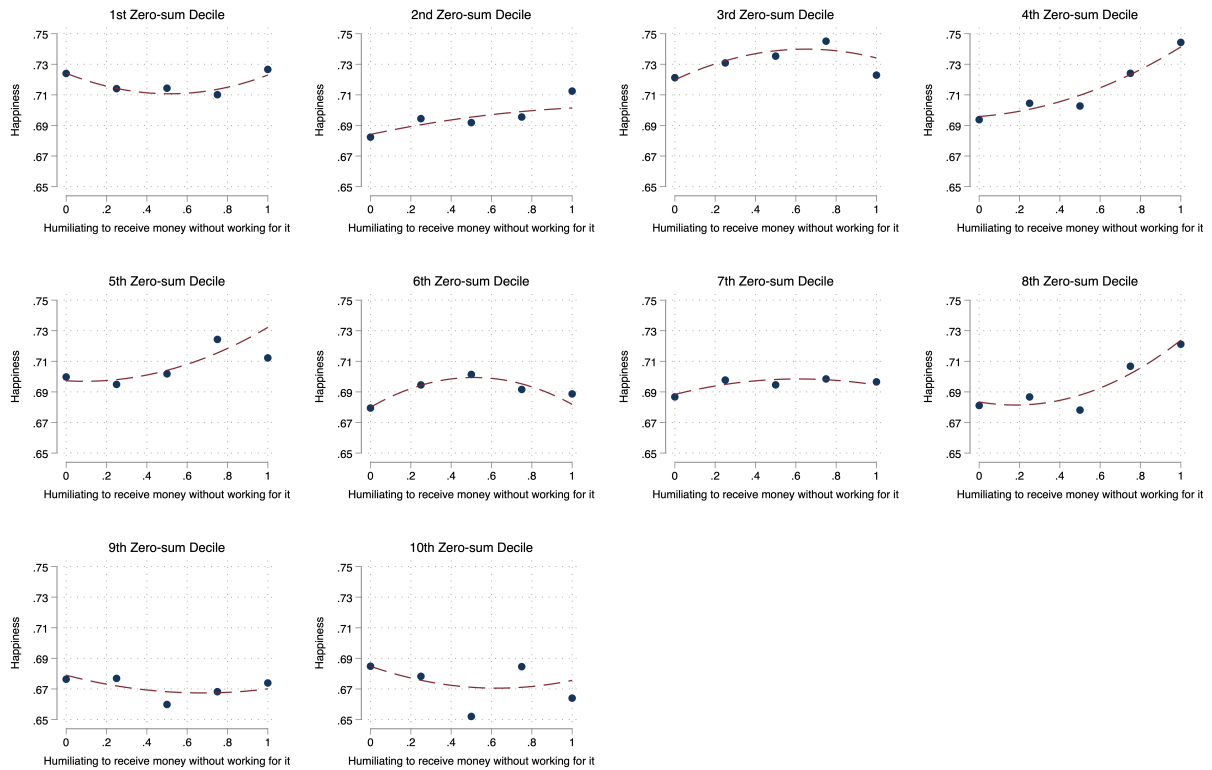 1st Zero-sum Decile
Happiness
.75
.73
.71
.69
.67
.65
0 .2 .4 .6 .8 1
Humiliating to receive money without working for it
2nd Zero-sum Decile
Happiness
.75
.73
.71
.69
.67
.65
0 .2 .4 .6 .8 1
Humiliating to receive money without working for it
3rd Zero-sum Decile
Happiness
.75
.73
.71
.69
.67
.65
0 .2 .4 .6 .8 1
Humiliating to receive money without working for it
4th Zero-sum Decile
Happiness
.75
.73
.71
.69
.67
.65
0 .2 .4 .6 .8 1
Humiliating to receive money without working for it
5th Zero-sum Decile
Happiness
.75
.73
.71
.69
.67
.65
0 .2 .4 .6 .8 1
Humiliating to receive money without working for it
6th Zero-sum Decile
Happiness
.75
.73
.71
.69
.67
.65
0 .2 .4 .6 .8 1
Humiliating to receive money without working for it
7th Zero-sum Decile
Happiness
.75
.73
.71
.69
.67
.65
0 .2 .4 .6 .8 1
Humiliating to receive money without working for it
8th Zero-sum Decile
Happiness
.75
.73
.71
.69
.67
.65
0 .2 .4 .6 .8 1
Humiliating to receive money without working for it
9th Zero-sum Decile
Happiness
.75
.73
.71
.69
.67
.65
0 .2 .4 .6 .8 1
Humiliating to receive money without working for it
10th Zero-sum Decile
Happiness
.75
.73
.71
.69
.67
.65
0 .2 .4 .6 .8 1
Humiliating to receive money without working for it